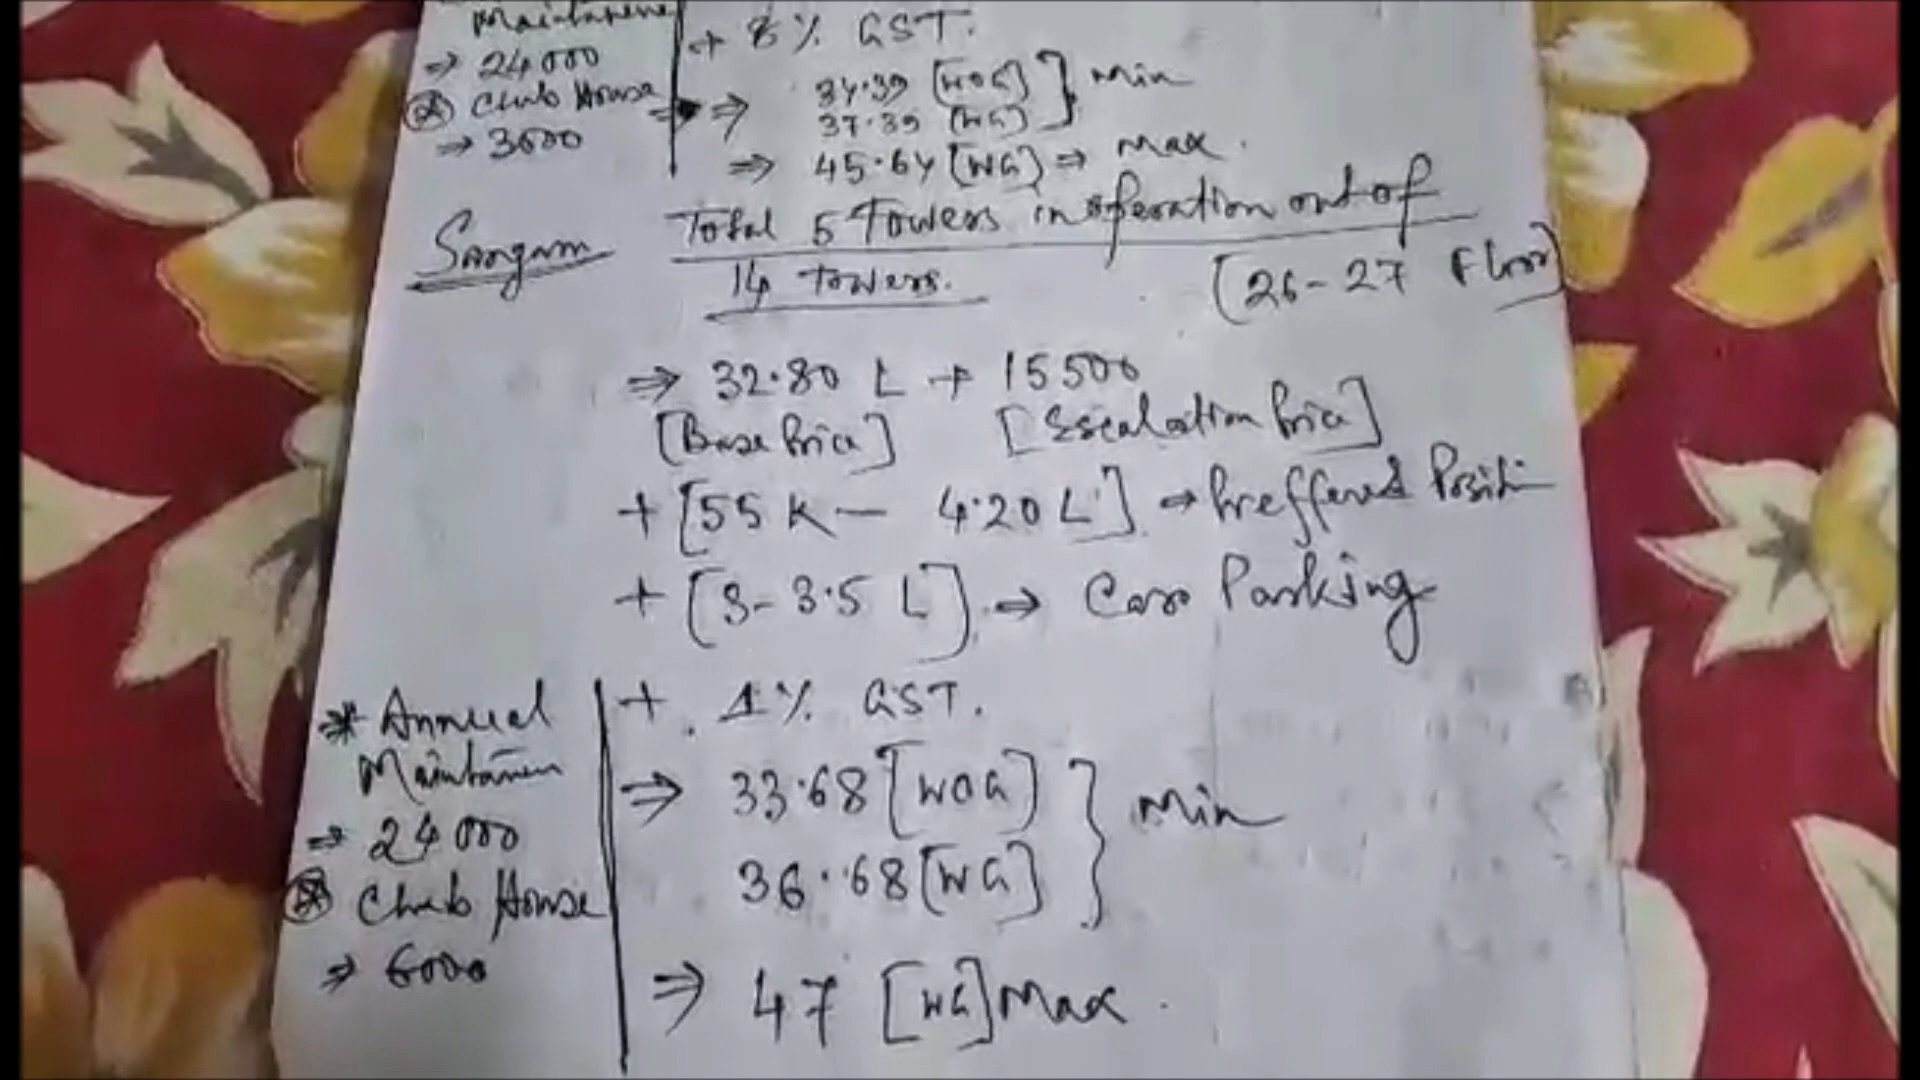 Maintanene
⇒ 24000
Club House
⇒ 3600
+ 8% GST.
⇒ 34.39 [WOG] } Min
37.39 [WG]
⇒ 45.64 [WG] ⇒ Max.
Sangam
Total 5 Towers in operation out of
14 Towers.
[26-27 Floor]
⇒ 32.80 L + 15500
[Base Price] [Escalation Price]
+ [55 K - 4.20 L] ⇒ Preffered Positi
+ [3-3.5 L] ⇒ Car Parking
* Annual
Maintanen
⇒ 24000
Club House
⇒ 6000
+ 1% GST.
⇒ 33.68 [WOG] } Min
36.68 [WG]
⇒ 47 [WG] Max.